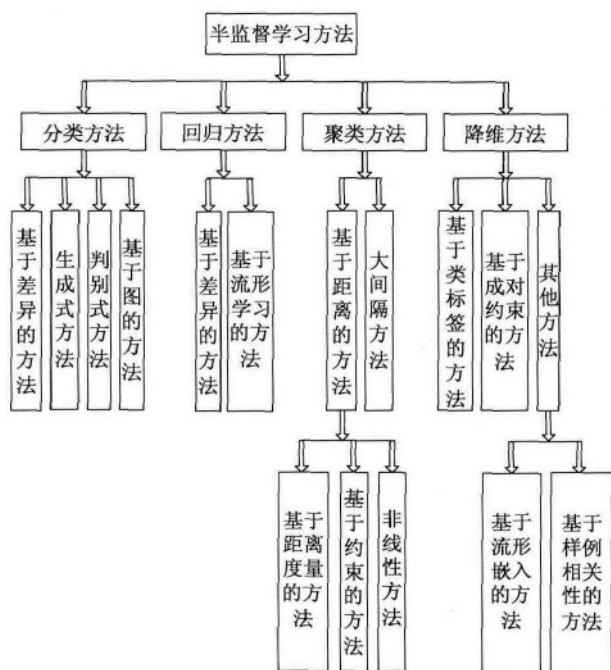 半监督学习方法
分类方法
回归方法
聚类方法
降维方法
基于差异的方法
生成式方法
判别式方法
基于图的方法
基于差异的方法
基于流形学习的方法
基于距离的方法
大间隔方法
基于类标签的方法
基于成对约束的方法
其他方法
基于距离度量的方法
基于约束的方法
非线性方法
基于流形嵌入的方法
基于样例相关性的方法